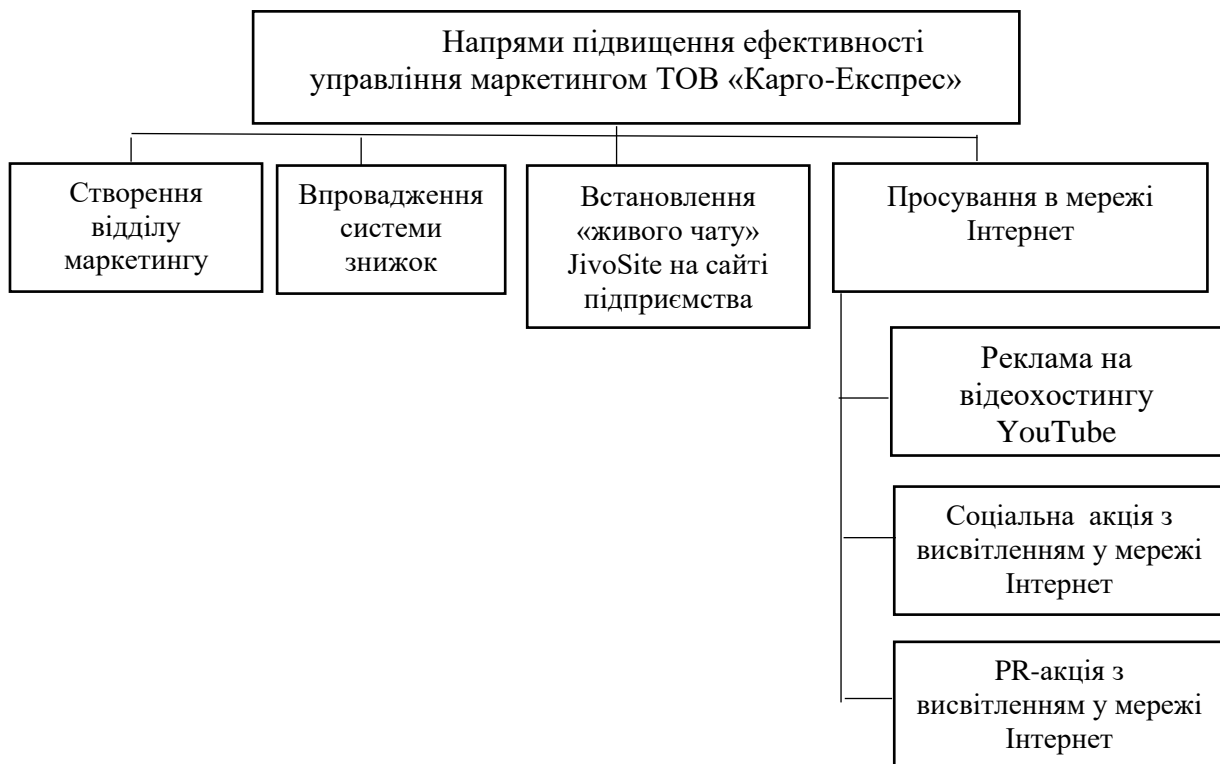 Напрями підвищення ефективності
управління маркетингом ТОВ «Карго-Експрес»
Створення
відділу
маркетингу
Впровадження
системи
знижок
Встановлення
«живого чату»
JivoSite на сайті
підприємства
Просування в мережі
Інтернет
Реклама на
відеохостингу
YouTube
Соціальна акція з
висвітленням у мережі
Інтернет
PR-акція з
висвітленням у мережі
Інтернет